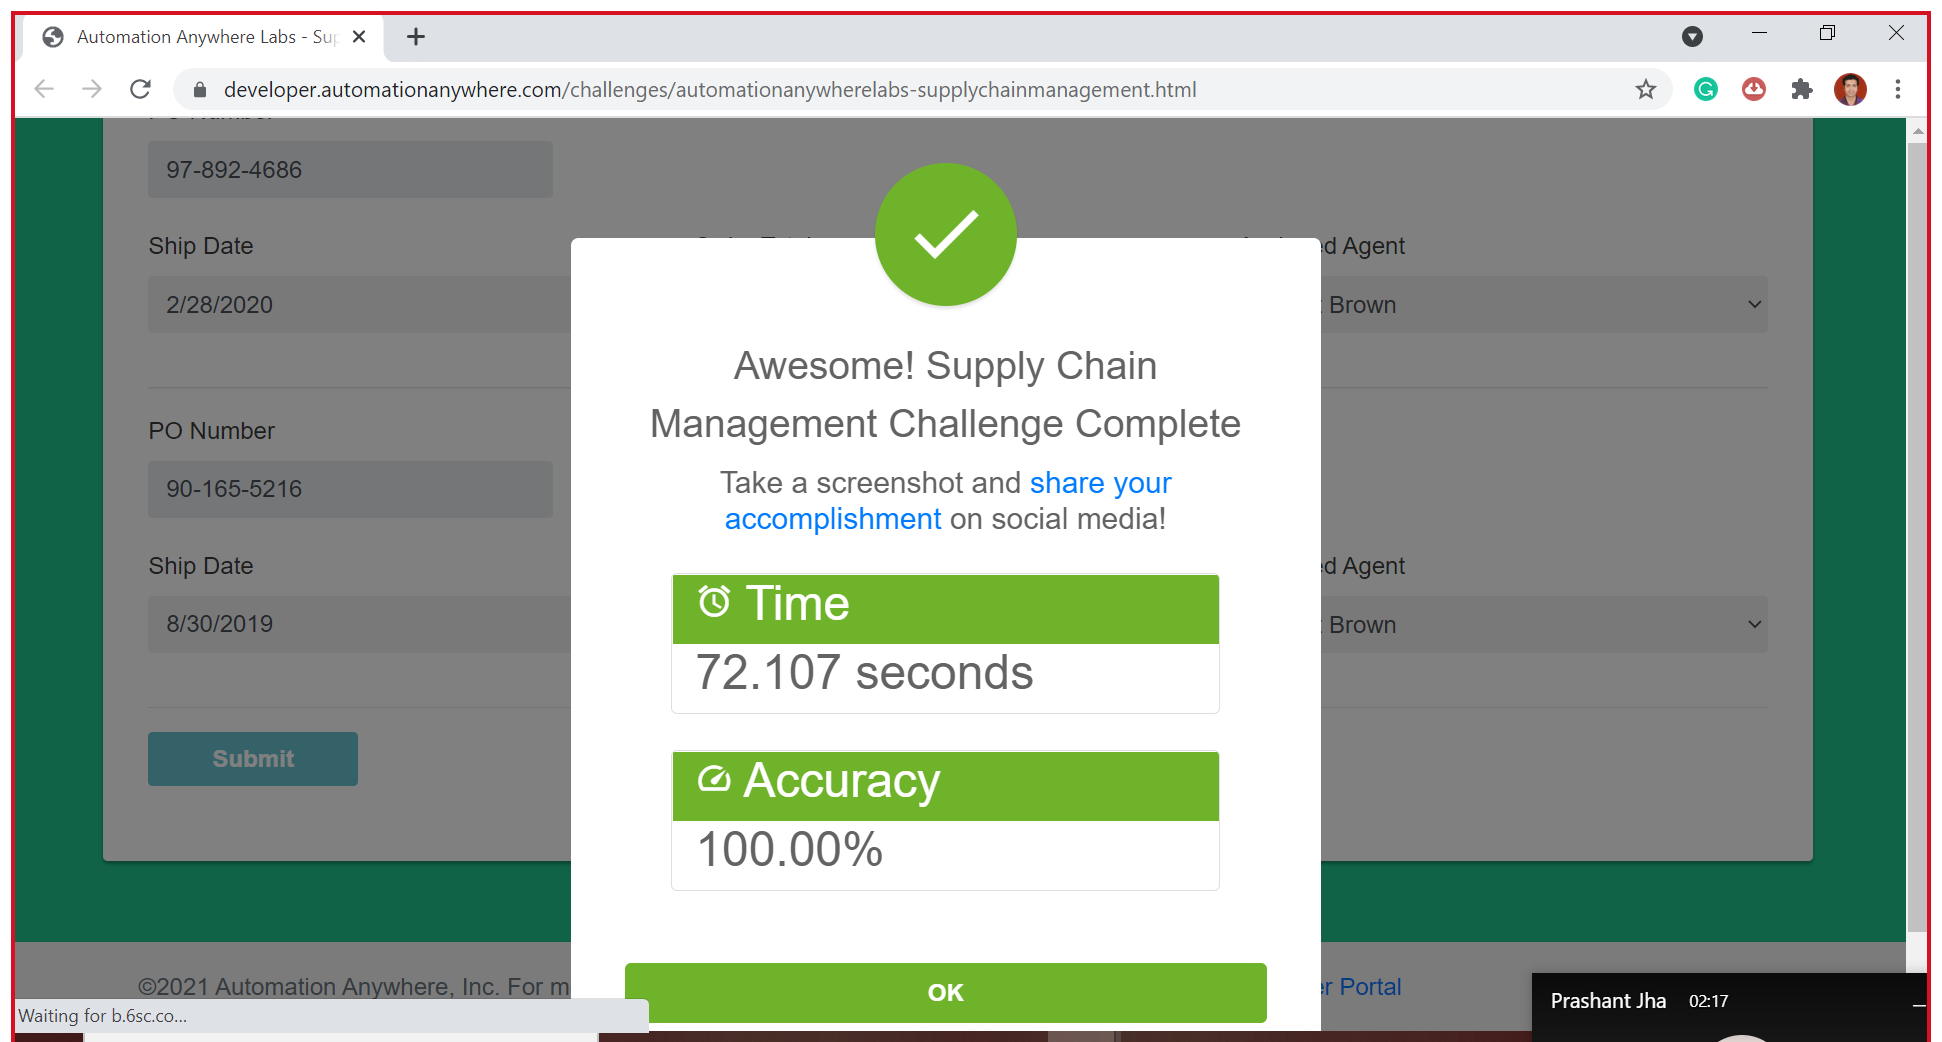 Automation Anywhere Labs - Sup
developer.automationanywhere.com/challenges/automationanywherelabs-supplychainmanagement.html
97-892-4686
Ship Date
d Agent
2/28/2020
Brown
Awesome! Supply Chain
Management Challenge Complete
PO Number
90-165-5216
Take a screenshot and share your
accomplishment on social media!
Ship Date
d Agent
8/30/2019
Brown
Time
72.107 seconds
Submit
Accuracy
100.00%
OK
©2021 Automation Anywhere, Inc. For m
r Portal
Waiting for b.6sc.co...
Prashant Jha 02:17